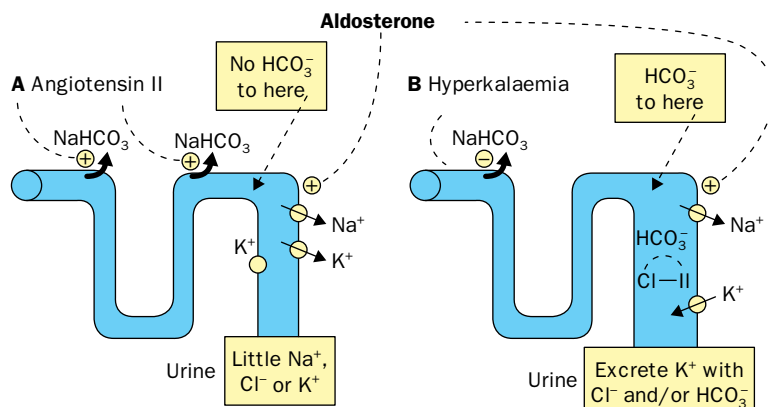 Aldosterone
A Angiotensin II
No HCO₃⁻
to here
NaHCO₃
NaHCO₃
+
+
+
Na⁺
K⁺
K⁺
Urine
Little Na⁺,
Cl⁻ or K⁺
B Hyperkalaemia
HCO₃⁻
to here
NaHCO₃
−
+
Na⁺
HCO₃⁻
Cl—II
K⁺
Urine
Excrete K⁺ with
Cl⁻ and/or HCO₃⁻